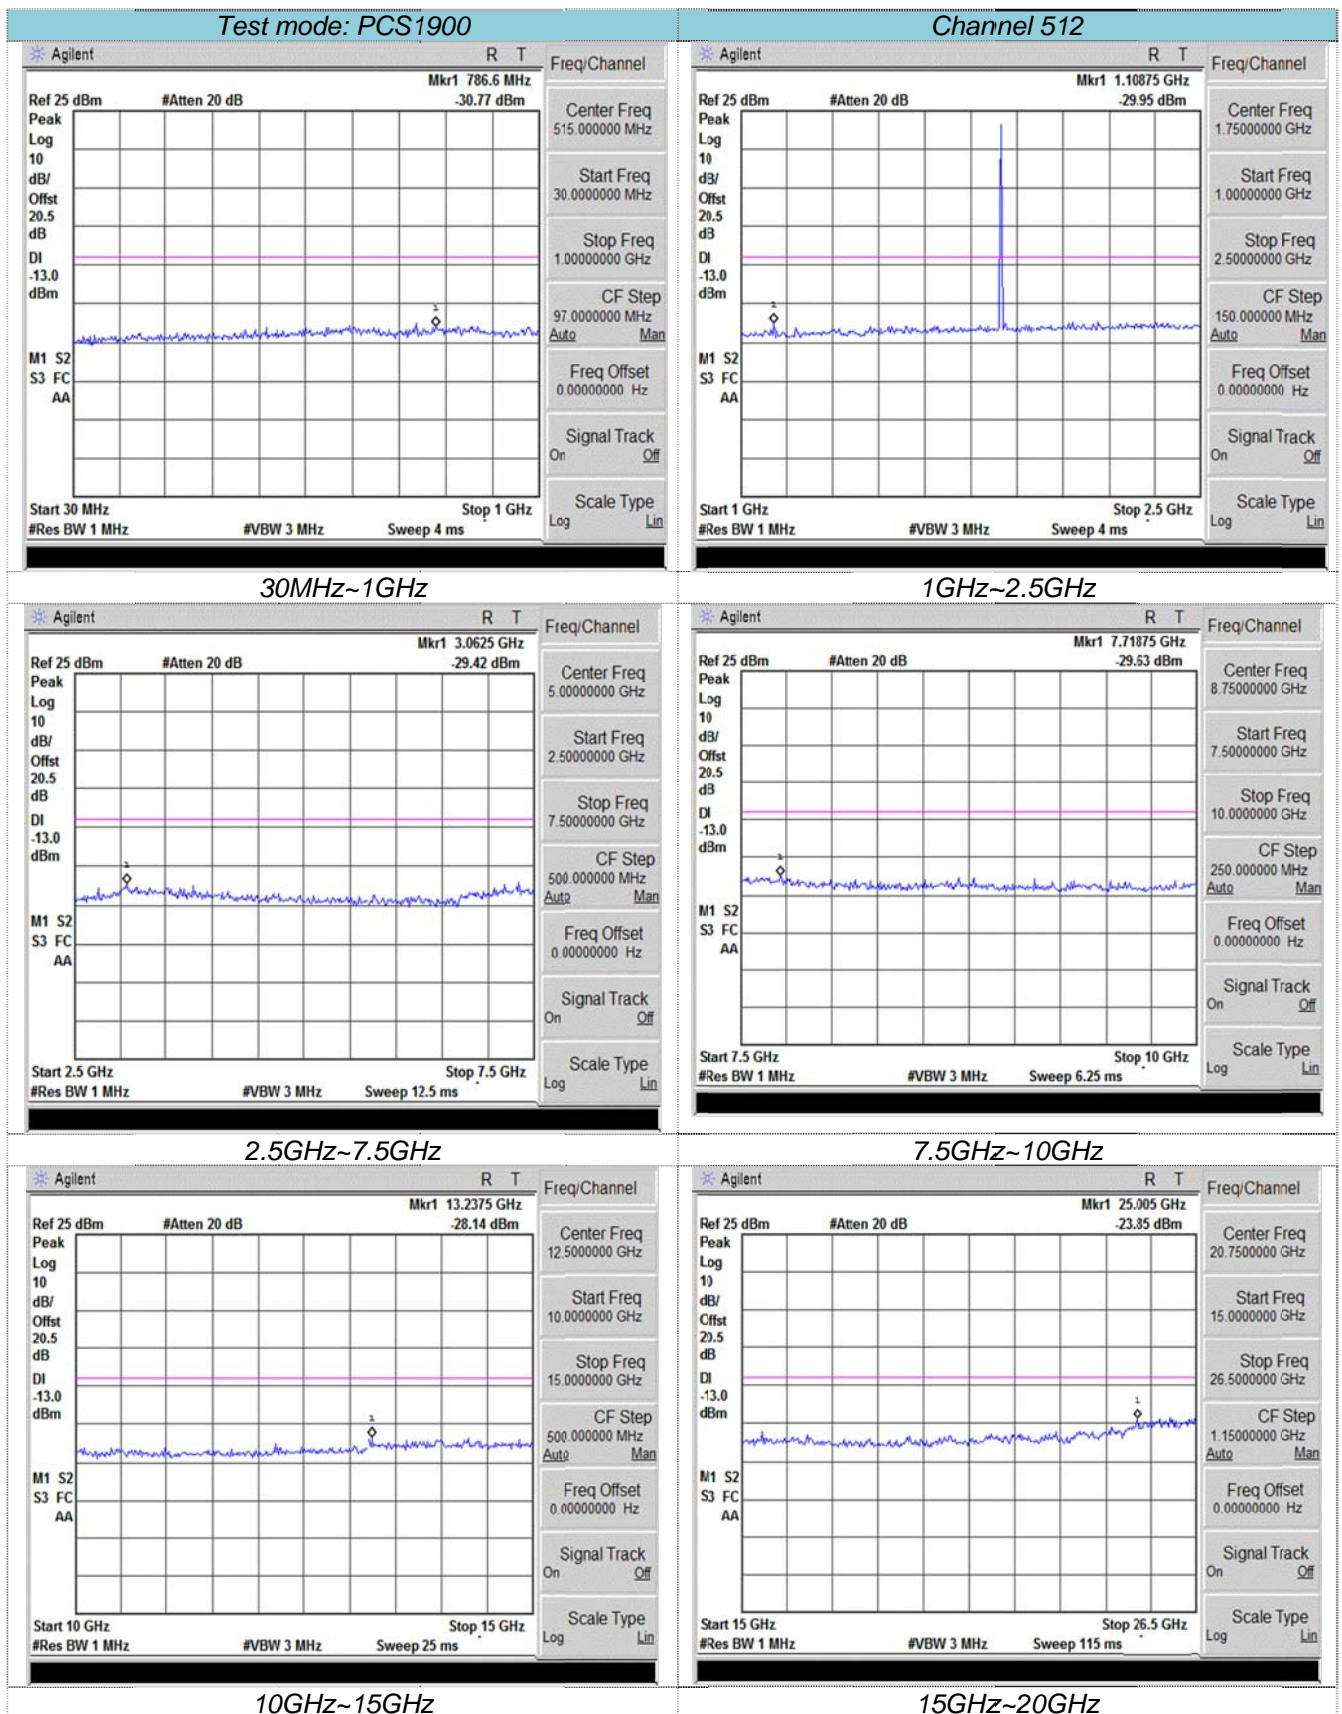 Test mode: PCS1900
Channel 512
Agilent
R T
Mkr1 786.6 MHz
Ref 25 dBm #Atten 20 dB -30.77 dBm
Peak
Log
10
dB/
Offst
20.5
dB
DI
-13.0
dBm
1
M1 S2
S3 FC
AA
Start 30 MHz Stop 1 GHz
#Res BW 1 MHz #VBW 3 MHz Sweep 4 ms
Freq/Channel
Center Freq
515.000000 MHz
Start Freq
30.0000000 MHz
Stop Freq
1.00000000 GHz
CF Step
97.0000000 MHz
Auto Man
Freq Offset
0.00000000 Hz
Signal Track
On Off
Scale Type
Log Lin
30MHz~1GHz
Agilent
R T
Mkr1 1.10875 GHz
Ref 25 dBm #Atten 20 dB -29.95 dBm
Peak
Log
10
dB/
Offst
20.5
dB
DI
-13.0
dBm
1
M1 S2
S3 FC
AA
Start 1 GHz Stop 2.5 GHz
#Res BW 1 MHz #VBW 3 MHz Sweep 4 ms
Freq/Channel
Center Freq
1.75000000 GHz
Start Freq
1.00000000 GHz
Stop Freq
2.50000000 GHz
CF Step
150.000000 MHz
Auto Man
Freq Offset
0.00000000 Hz
Signal Track
On Off
Scale Type
Log Lin
1GHz~2.5GHz
Agilent
R T
Mkr1 3.0625 GHz
Ref 25 dBm #Atten 20 dB -29.42 dBm
Peak
Log
10
dB/
Offst
20.5
dB
DI
-13.0
dBm
1
M1 S2
S3 FC
AA
Start 2.5 GHz Stop 7.5 GHz
#Res BW 1 MHz #VBW 3 MHz Sweep 12.5 ms
Freq/Channel
Center Freq
5.00000000 GHz
Start Freq
2.50000000 GHz
Stop Freq
7.50000000 GHz
CF Step
500.000000 MHz
Auto Man
Freq Offset
0.00000000 Hz
Signal Track
On Off
Scale Type
Log Lin
2.5GHz~7.5GHz
Agilent
R T
Mkr1 7.71875 GHz
Ref 25 dBm #Atten 20 dB -29.63 dBm
Peak
Log
10
dB/
Offst
20.5
dB
DI
-13.0
dBm
1
M1 S2
S3 FC
AA
Start 7.5 GHz Stop 10 GHz
#Res BW 1 MHz #VBW 3 MHz Sweep 6.25 ms
Freq/Channel
Center Freq
8.75000000 GHz
Start Freq
7.50000000 GHz
Stop Freq
10.0000000 GHz
CF Step
250.000000 MHz
Auto Man
Freq Offset
0.00000000 Hz
Signal Track
On Off
Scale Type
Log Lin
7.5GHz~10GHz
Agilent
R T
Mkr1 13.2375 GHz
Ref 25 dBm #Atten 20 dB -28.14 dBm
Peak
Log
10
dB/
Offst
20.5
dB
DI
-13.0
dBm
1
M1 S2
S3 FC
AA
Start 10 GHz Stop 15 GHz
#Res BW 1 MHz #VBW 3 MHz Sweep 25 ms
Freq/Channel
Center Freq
12.5000000 GHz
Start Freq
10.0000000 GHz
Stop Freq
15.0000000 GHz
CF Step
500.000000 MHz
Auto Man
Freq Offset
0.00000000 Hz
Signal Track
On Off
Scale Type
Log Lin
10GHz~15GHz
Agilent
R T
Mkr1 25.005 GHz
Ref 25 dBm #Atten 20 dB -23.85 dBm
Peak
Log
10
dB/
Offst
20.5
dB
DI
-13.0
dBm
1
M1 S2
S3 FC
AA
Start 15 GHz Stop 26.5 GHz
#Res BW 1 MHz #VBW 3 MHz Sweep 115 ms
Freq/Channel
Center Freq
20.7500000 GHz
Start Freq
15.0000000 GHz
Stop Freq
26.5000000 GHz
CF Step
1.15000000 GHz
Auto Man
Freq Offset
0.00000000 Hz
Signal Track
On Off
Scale Type
Log Lin
15GHz~20GHz